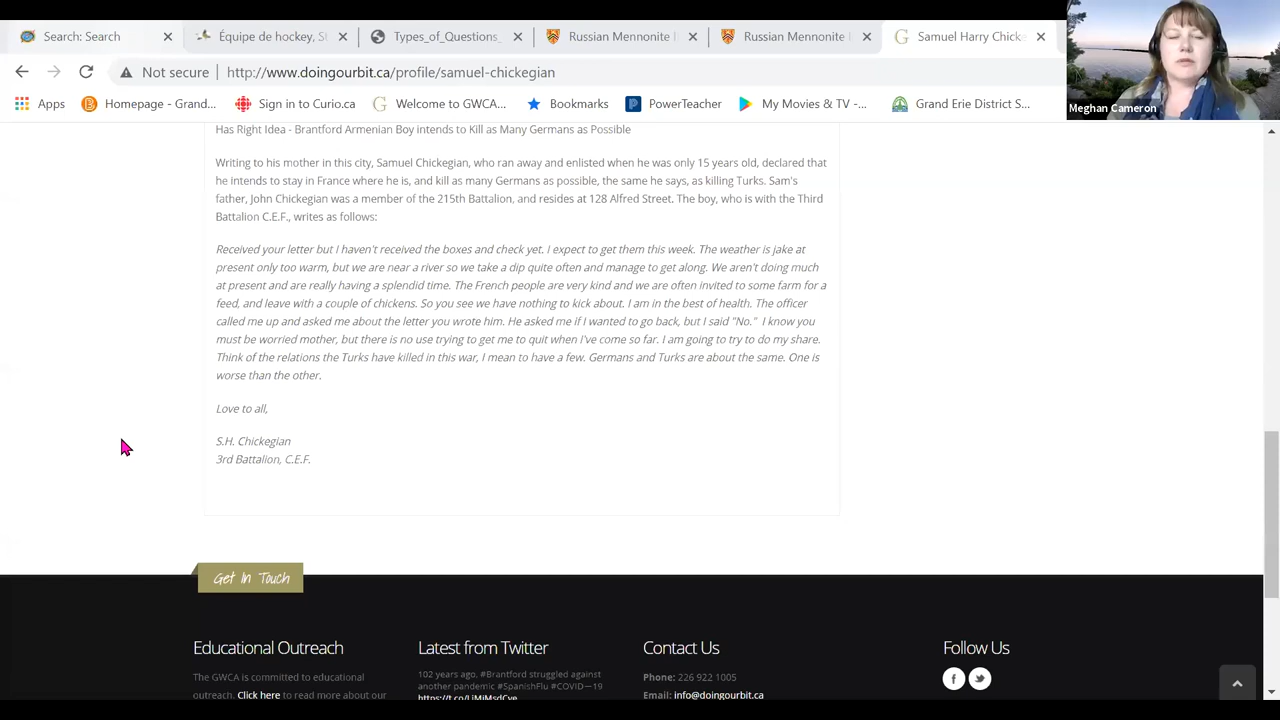 Search: Search
Équipe de hockey, S
Types_of_Questions_
Russian Mennonite
Russian Mennonite
Samuel Harry Chicke
Not secure http://www.doingourbit.ca/profile/samuel-chickegian
Meghan Cameron
Apps Homepage - Grand... Sign in to Curio.ca Welcome to GWCA... Bookmarks PowerTeacher My Movies & TV -... Grand Erie District S...
Has Right Idea - Brantford Armenian Boy intends to Kill as Many Germans as Possible
Writing to his mother in this city, Samuel Chickegian, who ran away and enlisted when he was only 15 years old, declared that
he intends to stay in France where he is, and kill as many Germans as possible, the same he says, as killing Turks. Sam's
father, John Chickegian was a member of the 215th Battalion, and resides at 128 Alfred Street. The boy, who is with the Third
Battalion C.E.F., writes as follows:
Received your letter but I haven't received the boxes and check yet. I expect to get them this week. The weather is jake at
present only too warm, but we are near a river so we take a dip quite often and manage to get along. We aren't doing much
at present and are really having a splendid time. The French people are very kind and we are often invited to some farm for a
feed, and leave with a couple of chickens. So you see we have nothing to kick about. I am in the best of health. The officer
called me up and asked me about the letter you wrote him. He asked me if I wanted to go back, but I said "No." I know you
must be worried mother, but there is no use trying to get me to quit when I've come so far. I am going to try to do my share.
Think of the relations the Turks have killed in this war, I mean to have a few. Germans and Turks are about the same. One is
worse than the other.
Love to all,
S.H. Chickegian
3rd Battalion, C.E.F.
Get In Touch
Educational Outreach
The GWCA is committed to educational
outreach. Click here to read more about our
Latest from Twitter
102 years ago, #Brantford struggled against
another pandemic #SpanishFlu #COVID—19
https://t.co/LiMiMsdCve
Contact Us
Phone: 226 922 1005
Email: info@doingourbit.ca
Follow Us